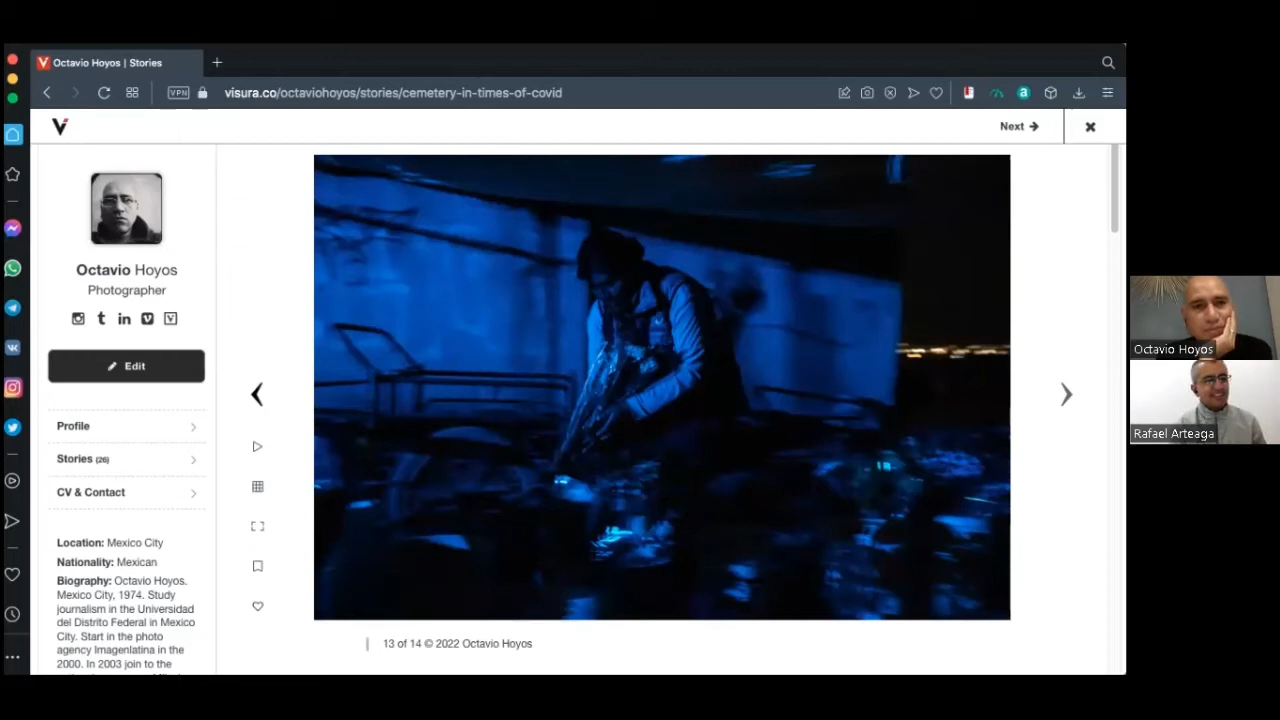 Octavio Hoyos | Stories
VPN
visura.co/octaviohoyos/stories/cemetery-in-times-of-covid
Next
Octavio Hoyos
Photographer
Edit
Profile
Stories (26)
CV & Contact
Location: Mexico City
Nationality: Mexican
Biography: Octavio Hoyos.
Mexico City, 1974. Study
journalism in the Universidad
del Distrito Federal in Mexico
City. Start in the photo
agency Imagenlatina in the
2000. In 2003 join to the
13 of 14 © 2022 Octavio Hoyos
Octavio Hoyos
Rafael Arteaga